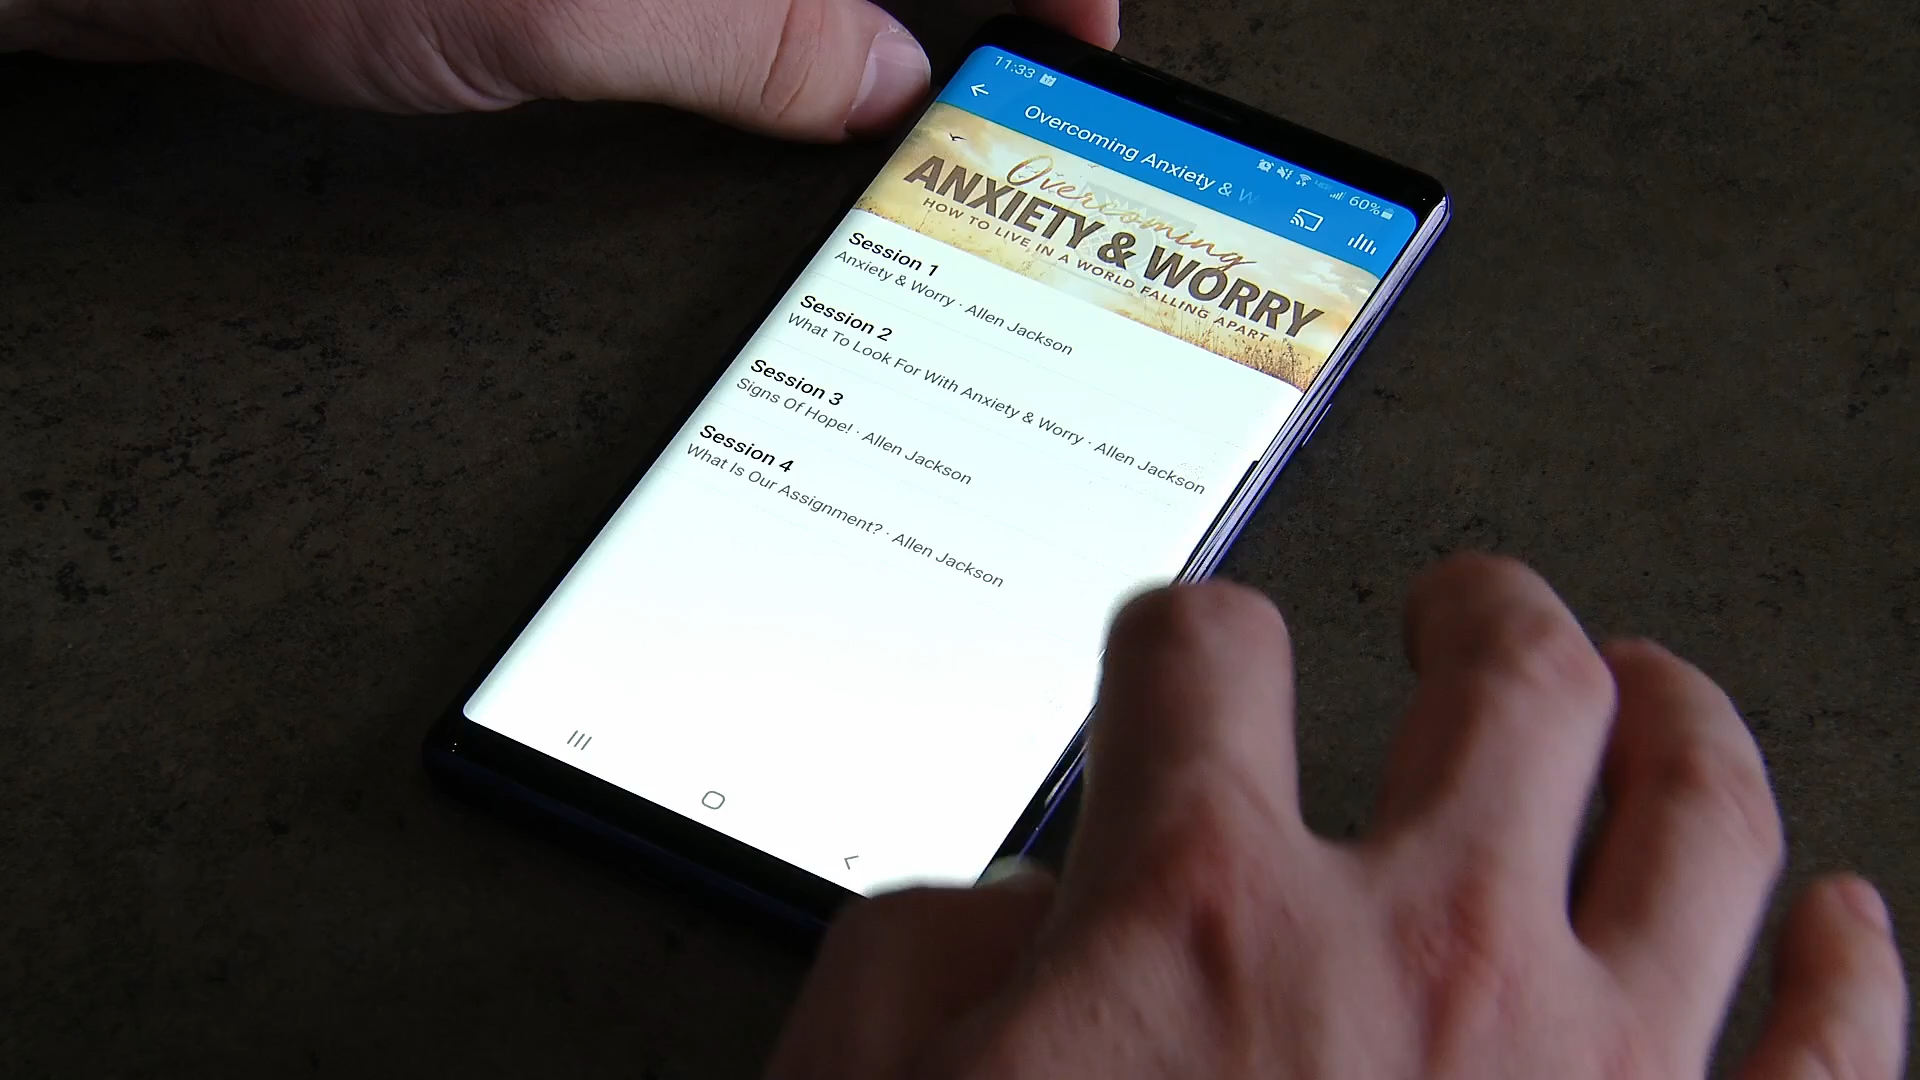 11:33
60%
Overcoming Anxiety & W
Overcoming
ANXIETY & WORRY
HOW TO LIVE IN A WORLD FALLING APART
Session 1
Anxiety & Worry · Allen Jackson
Session 2
What To Look For With Anxiety & Worry · Allen Jackson
Session 3
Signs Of Hope! · Allen Jackson
Session 4
What Is Our Assignment? · Allen Jackson